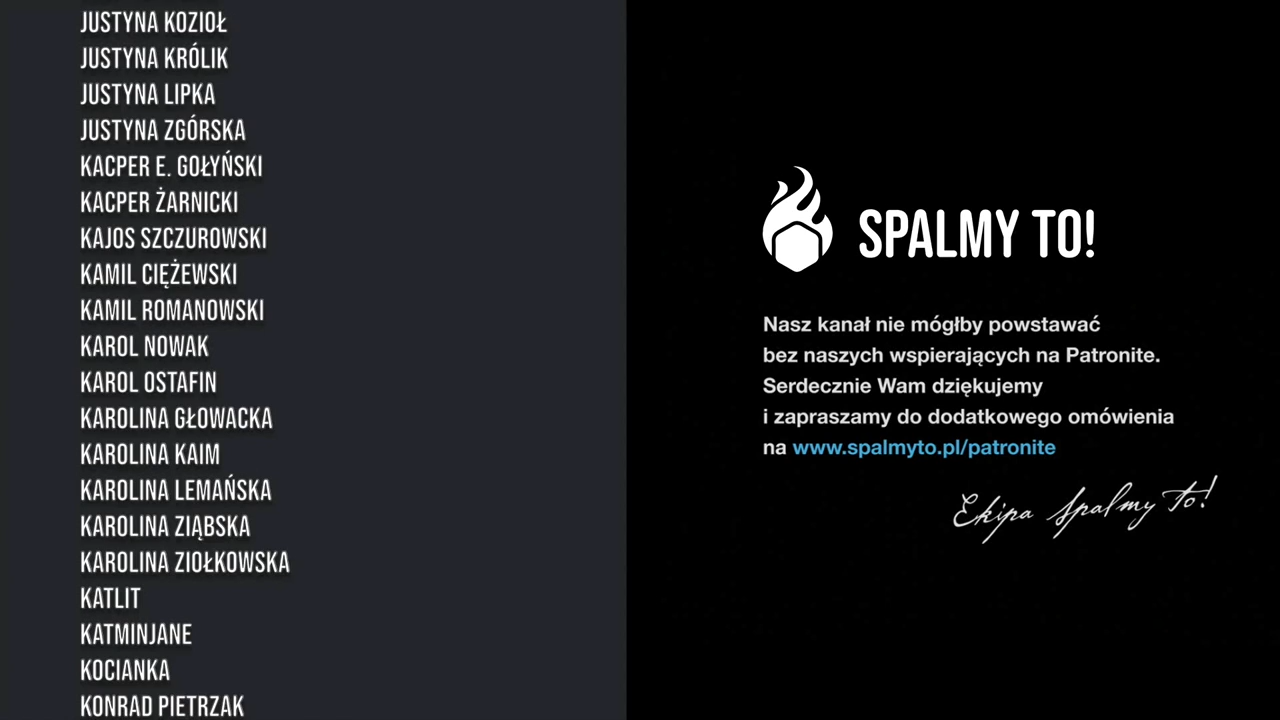 JUSTYNA KOZIOŁ
JUSTYNA KRÓLIK
JUSTYNA LIPKA
JUSTYNA ZGÓRSKA
KACPER E. GOŁYŃSKI
KACPER ŻARNICKI
KAJOS SZCZUROWSKI
KAMIL CIĘŻEWSKI
KAMIL ROMANOWSKI
KAROL NOWAK
KAROL OSTAFIN
KAROLINA GŁOWACKA
KAROLINA KAIM
KAROLINA LEMAŃSKA
KAROLINA ZIĄBSKA
KAROLINA ZIOŁKOWSKA
KATLIT
KATMINJANE
KOCIANKA
KONRAD PIETRZAK
SPALMY TO!
Nasz kanał nie mógłby powstawać
bez naszych wspierających na Patronite.
Serdecznie Wam dziękujemy
i zapraszamy do dodatkowego omówienia
na www.spalmyto.pl/patronite
Ekipa Spalmy To!